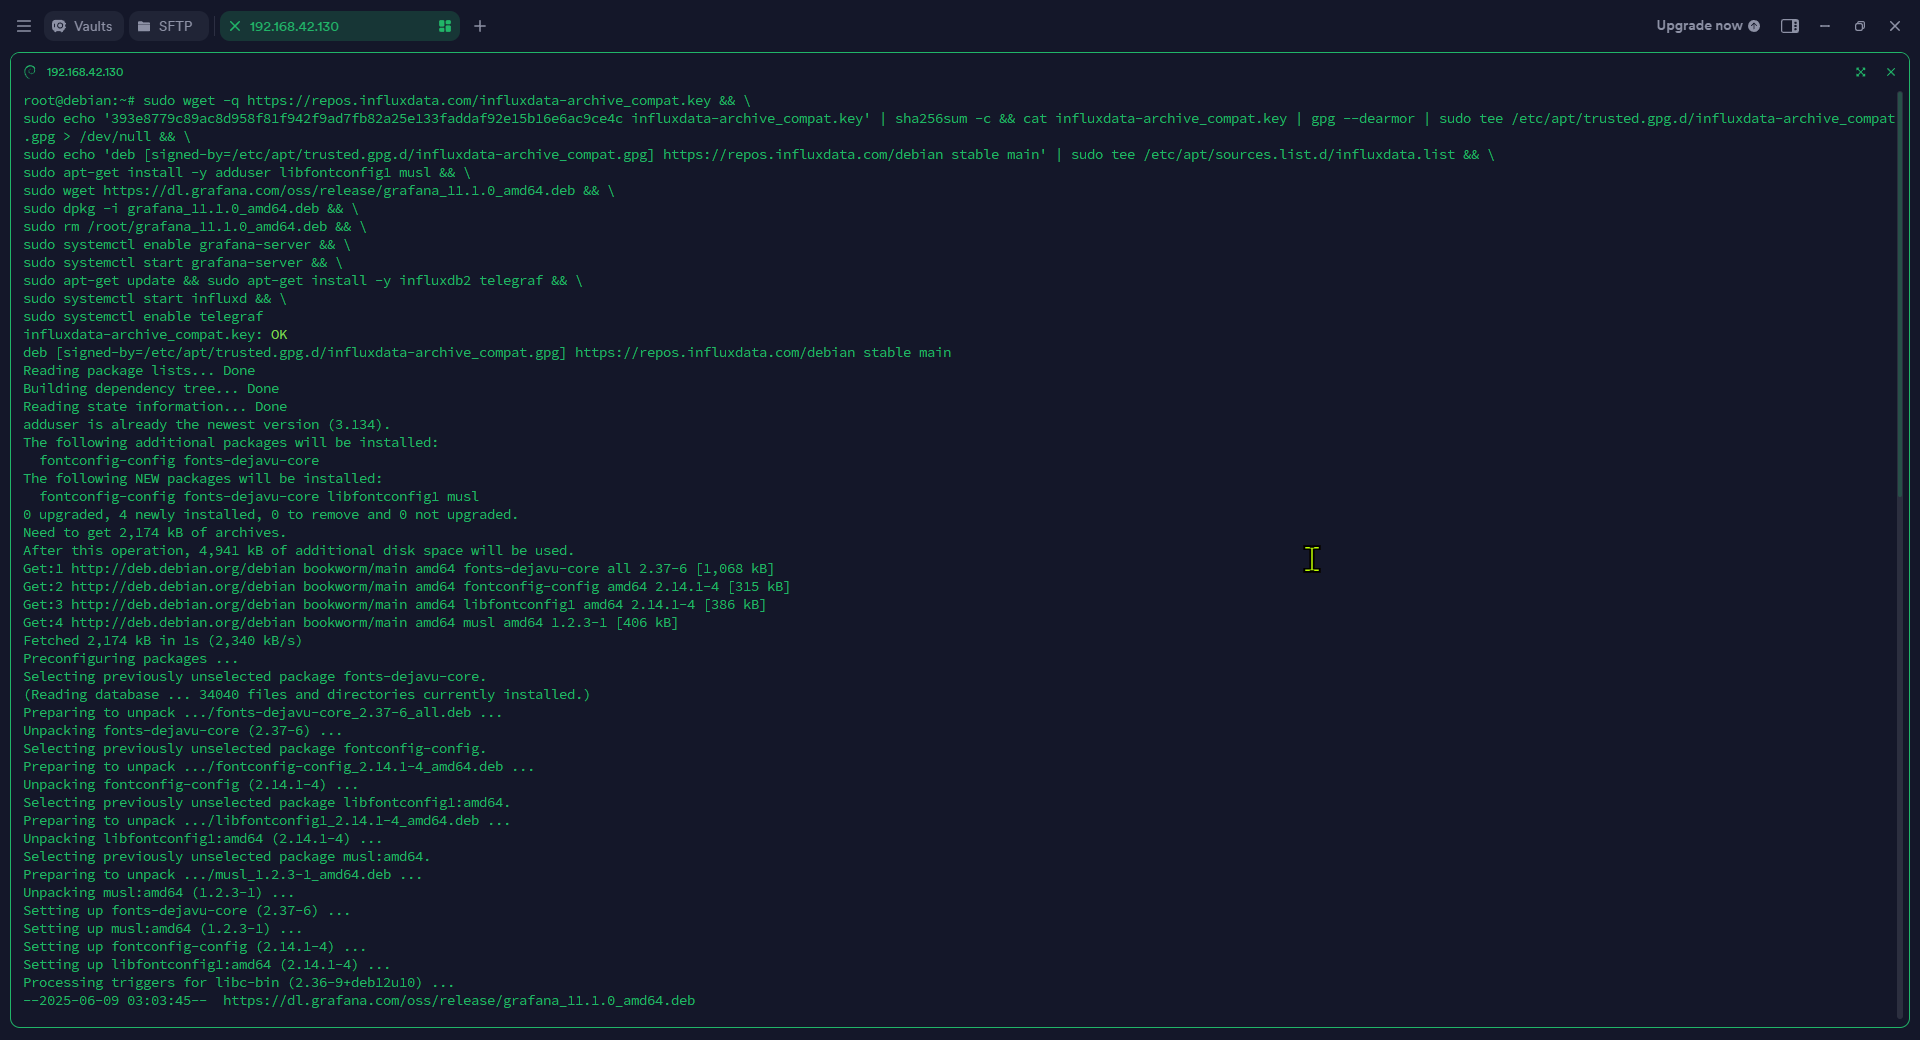 Vaults
SFTP
192.168.42.130
Upgrade now
192.168.42.130
root@debian:~# sudo wget -q https://repos.influxdata.com/influxdata-archive_compat.key && \
sudo echo '393e8779c89ac8d958f81f942f9ad7fb82a25e133faddaf92e15b16e6ac9ce4c influxdata-archive_compat.key' | sha256sum -c && cat influxdata-archive_compat.key | gpg --dearmor | sudo tee /etc/apt/trusted.gpg.d/influxdata-archive_compat
.gpg > /dev/null && \
sudo echo 'deb [signed-by=/etc/apt/trusted.gpg.d/influxdata-archive_compat.gpg] https://repos.influxdata.com/debian stable main' | sudo tee /etc/apt/sources.list.d/influxdata.list && \
sudo apt-get install -y adduser libfontconfig1 musl && \
sudo wget https://dl.grafana.com/oss/release/grafana_11.1.0_amd64.deb && \
sudo dpkg -i grafana_11.1.0_amd64.deb && \
sudo rm /root/grafana_11.1.0_amd64.deb && \
sudo systemctl enable grafana-server && \
sudo systemctl start grafana-server && \
sudo apt-get update && sudo apt-get install -y influxdb2 telegraf && \
sudo systemctl start influxd && \
sudo systemctl enable telegraf
influxdata-archive_compat.key: OK
deb [signed-by=/etc/apt/trusted.gpg.d/influxdata-archive_compat.gpg] https://repos.influxdata.com/debian stable main
Reading package lists... Done
Building dependency tree... Done
Reading state information... Done
adduser is already the newest version (3.134).
The following additional packages will be installed:
  fontconfig-config fonts-dejavu-core
The following NEW packages will be installed:
  fontconfig-config fonts-dejavu-core libfontconfig1 musl
0 upgraded, 4 newly installed, 0 to remove and 0 not upgraded.
Need to get 2,174 kB of archives.
After this operation, 4,941 kB of additional disk space will be used.
Get:1 http://deb.debian.org/debian bookworm/main amd64 fonts-dejavu-core all 2.37-6 [1,068 kB]
Get:2 http://deb.debian.org/debian bookworm/main amd64 fontconfig-config amd64 2.14.1-4 [315 kB]
Get:3 http://deb.debian.org/debian bookworm/main amd64 libfontconfig1 amd64 2.14.1-4 [386 kB]
Get:4 http://deb.debian.org/debian bookworm/main amd64 musl amd64 1.2.3-1 [406 kB]
Fetched 2,174 kB in 1s (2,340 kB/s)
Preconfiguring packages ...
Selecting previously unselected package fonts-dejavu-core.
(Reading database ... 34040 files and directories currently installed.)
Preparing to unpack .../fonts-dejavu-core_2.37-6_all.deb ...
Unpacking fonts-dejavu-core (2.37-6) ...
Selecting previously unselected package fontconfig-config.
Preparing to unpack .../fontconfig-config_2.14.1-4_amd64.deb ...
Unpacking fontconfig-config (2.14.1-4) ...
Selecting previously unselected package libfontconfig1:amd64.
Preparing to unpack .../libfontconfig1_2.14.1-4_amd64.deb ...
Unpacking libfontconfig1:amd64 (2.14.1-4) ...
Selecting previously unselected package musl:amd64.
Preparing to unpack .../musl_1.2.3-1_amd64.deb ...
Unpacking musl:amd64 (1.2.3-1) ...
Setting up fonts-dejavu-core (2.37-6) ...
Setting up musl:amd64 (1.2.3-1) ...
Setting up fontconfig-config (2.14.1-4) ...
Setting up libfontconfig1:amd64 (2.14.1-4) ...
Processing triggers for libc-bin (2.36-9+deb12u10) ...
--2025-06-09 03:03:45--  https://dl.grafana.com/oss/release/grafana_11.1.0_amd64.deb